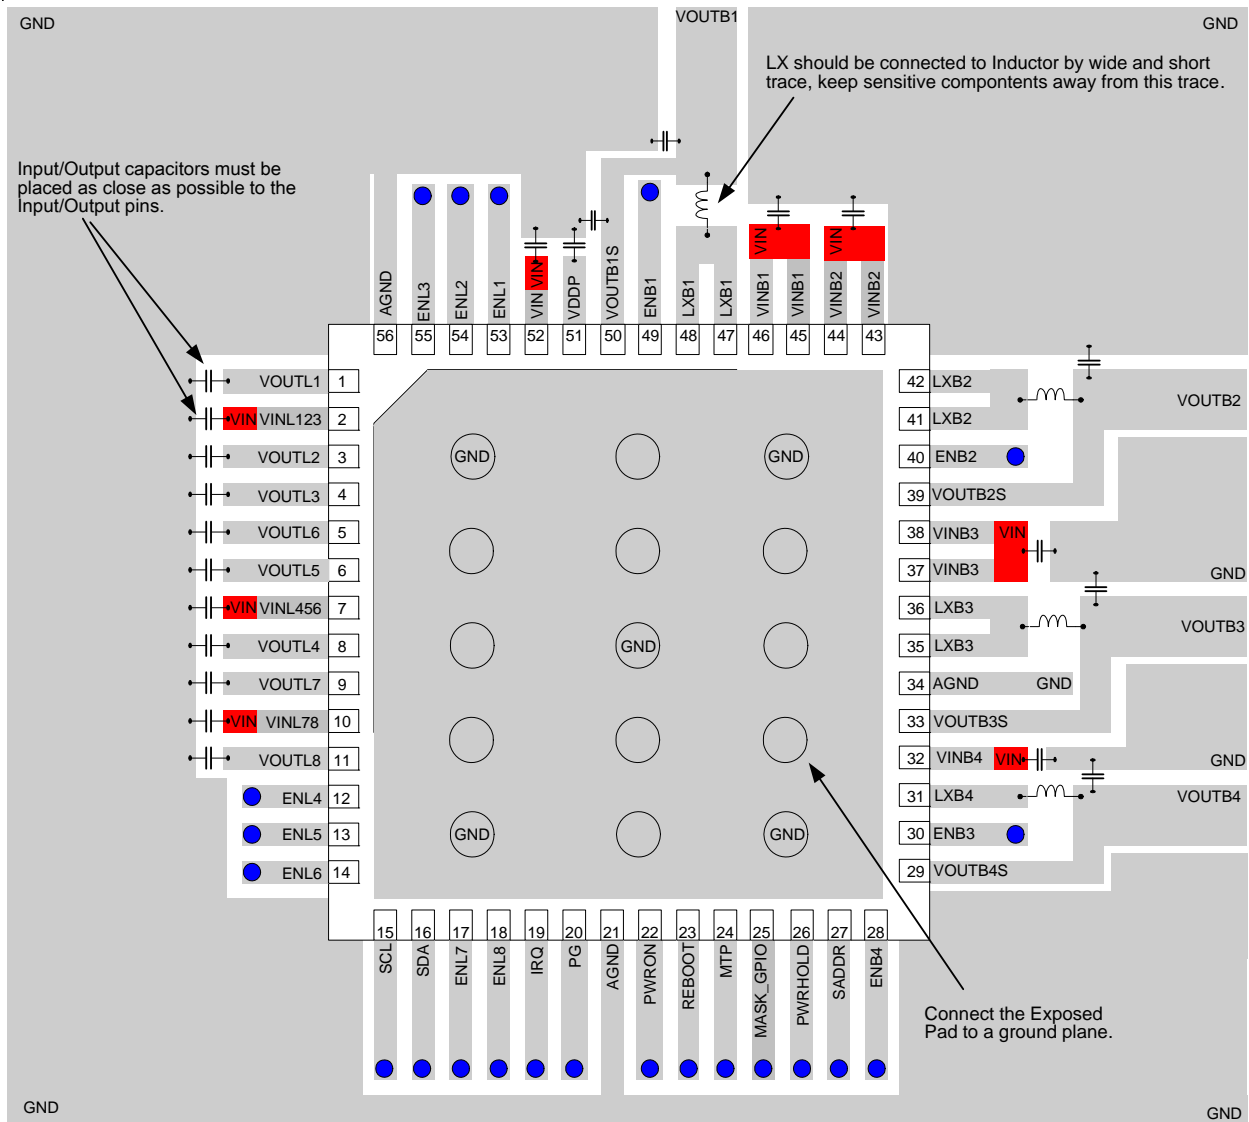 GND
VOUTB1
GND
LX should be connected to Inductor by wide and short
trace, keep sensitive compontents away from this trace.
Input/Output capacitors must be
placed as close as possible to the
Input/Output pins.
AGND
ENL3
ENL2
ENL1
VIN VIN
VDDP
VOUTB1S
ENB1
LXB1
LXB1
VIN
VINB1
VINB1
VIN
VINB2
VINB2
56
55
54
53
52
51
50
49
48
47
46
45
44
43
VOUTL1 1
VIN VINL123 2
VOUTL2 3
VOUTL3 4
VOUTL6 5
VOUTL5 6
VIN VINL456 7
VOUTL4 8
VOUTL7 9
VIN VINL78 10
VOUTL8 11
ENL4 12
ENL5 13
ENL6 14
GND
GND
GND
GND
GND
42 LXB2
VOUTB2
41 LXB2
40 ENB2
39 VOUTB2S
38 VINB3 VIN
37 VINB3
GND
36 LXB3
VOUTB3
35 LXB3
34 AGND GND
33 VOUTB3S
32 VINB4 VIN
GND
31 LXB4
VOUTB4
30 ENB3
29 VOUTB4S
15
16
17
18
19
20
21
22
23
24
25
26
27
28
SCL
SDA
ENL7
ENL8
IRQ
PG
AGND
PWRON
REBOOT
MTP
MASK_GPIO
PWRHOLD
SADDR
ENB4
Connect the Exposed
Pad to a ground plane.
GND
GND